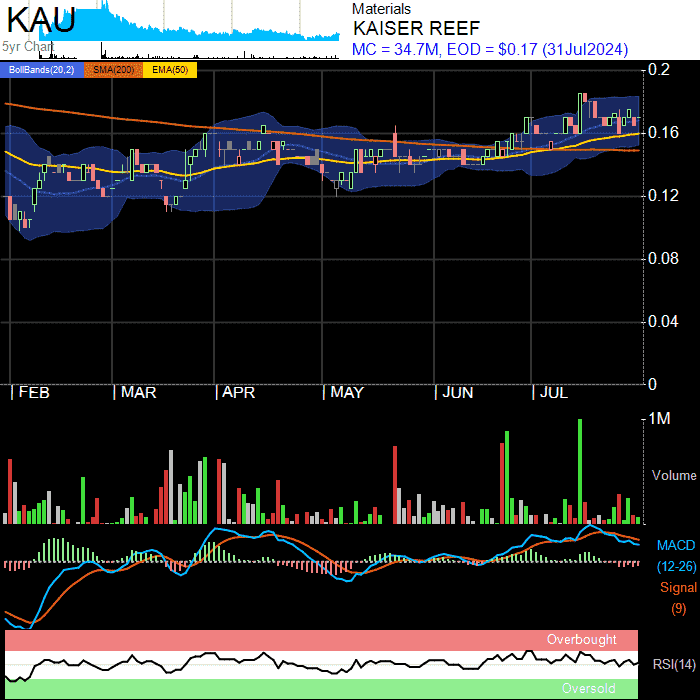 KAU
5yr Chart
Materials
KAISER REEF
MC = 34.7M, EOD = $0.17 (31Jul2024)
BollBands(20,2) SMA(200) EMA(50)
0.2
0.16
0.12
0.08
0.04
0
FEB MAR APR MAY JUN JUL
1M
Volume
MACD
(12-26)
Signal
(9)
Overbought
RSI(14)
Oversold